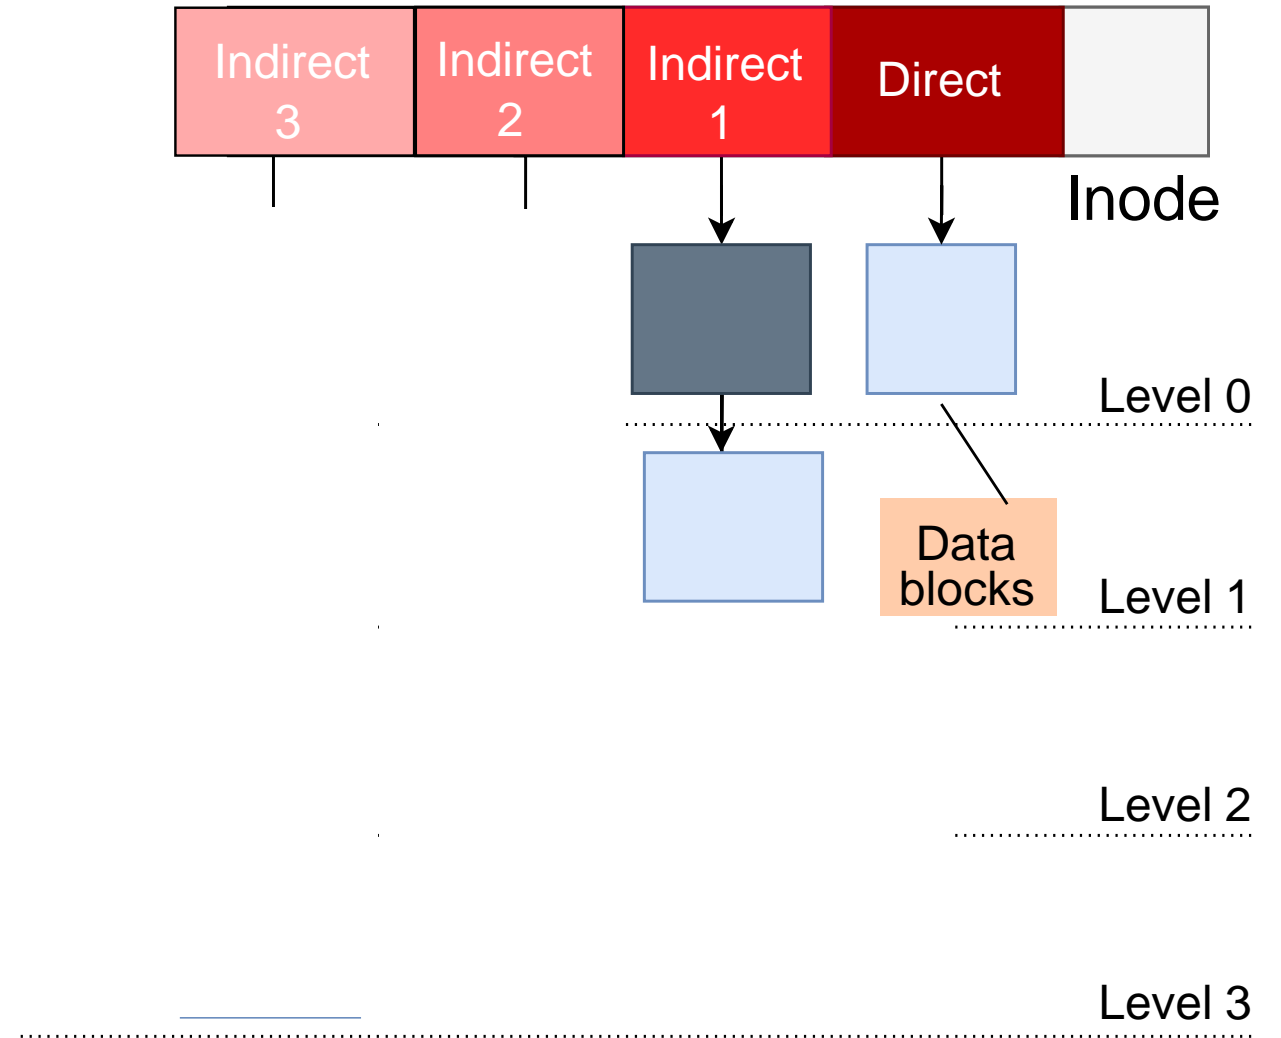 Indirect
3
Indirect
2
Indirect
1
Direct
Inode
Level 0
Data
blocks
Level 1
Level 2
Level 3